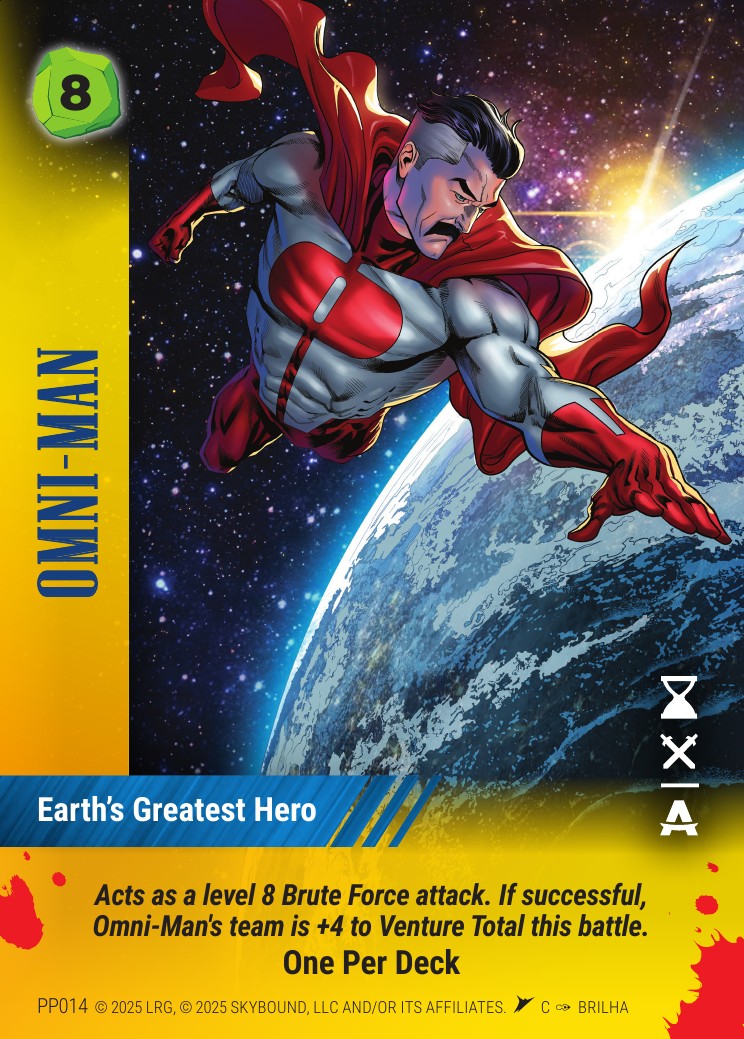 8
OMNI-MAN
Earth's Greatest Hero
Acts as a level 8 Brute Force attack. If successful,
Omni-Man's team is +4 to Venture Total this battle.
One Per Deck
PP014 © 2025 LRG, © 2025 SKYBOUND, LLC AND/OR ITS AFFILIATES. C BRILHA